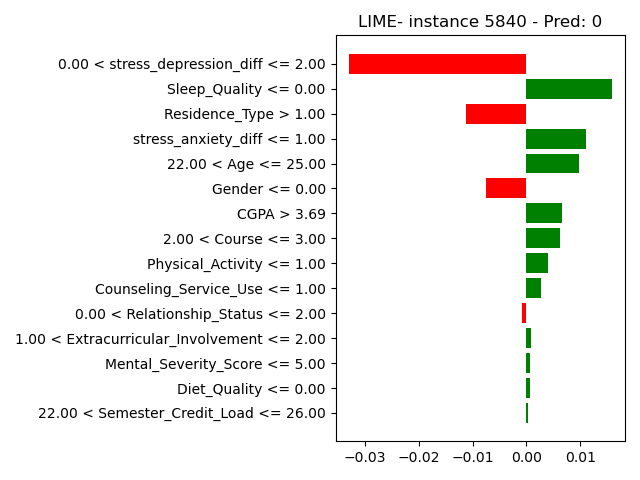 LIME- instance 5840 - Pred: 0
0.00 < stress_depression_diff <= 2.00
Sleep_Quality <= 0.00
Residence_Type > 1.00
stress_anxiety_diff <= 1.00
22.00 < Age <= 25.00
Gender <= 0.00
CGPA > 3.69
2.00 < Course <= 3.00
Physical_Activity <= 1.00
Counseling_Service_Use <= 1.00
0.00 < Relationship_Status <= 2.00
1.00 < Extracurricular_Involvement <= 2.00
Mental_Severity_Score <= 5.00
Diet_Quality <= 0.00
22.00 < Semester_Credit_Load <= 26.00
−0.03 −0.02 −0.01 0.00 0.01